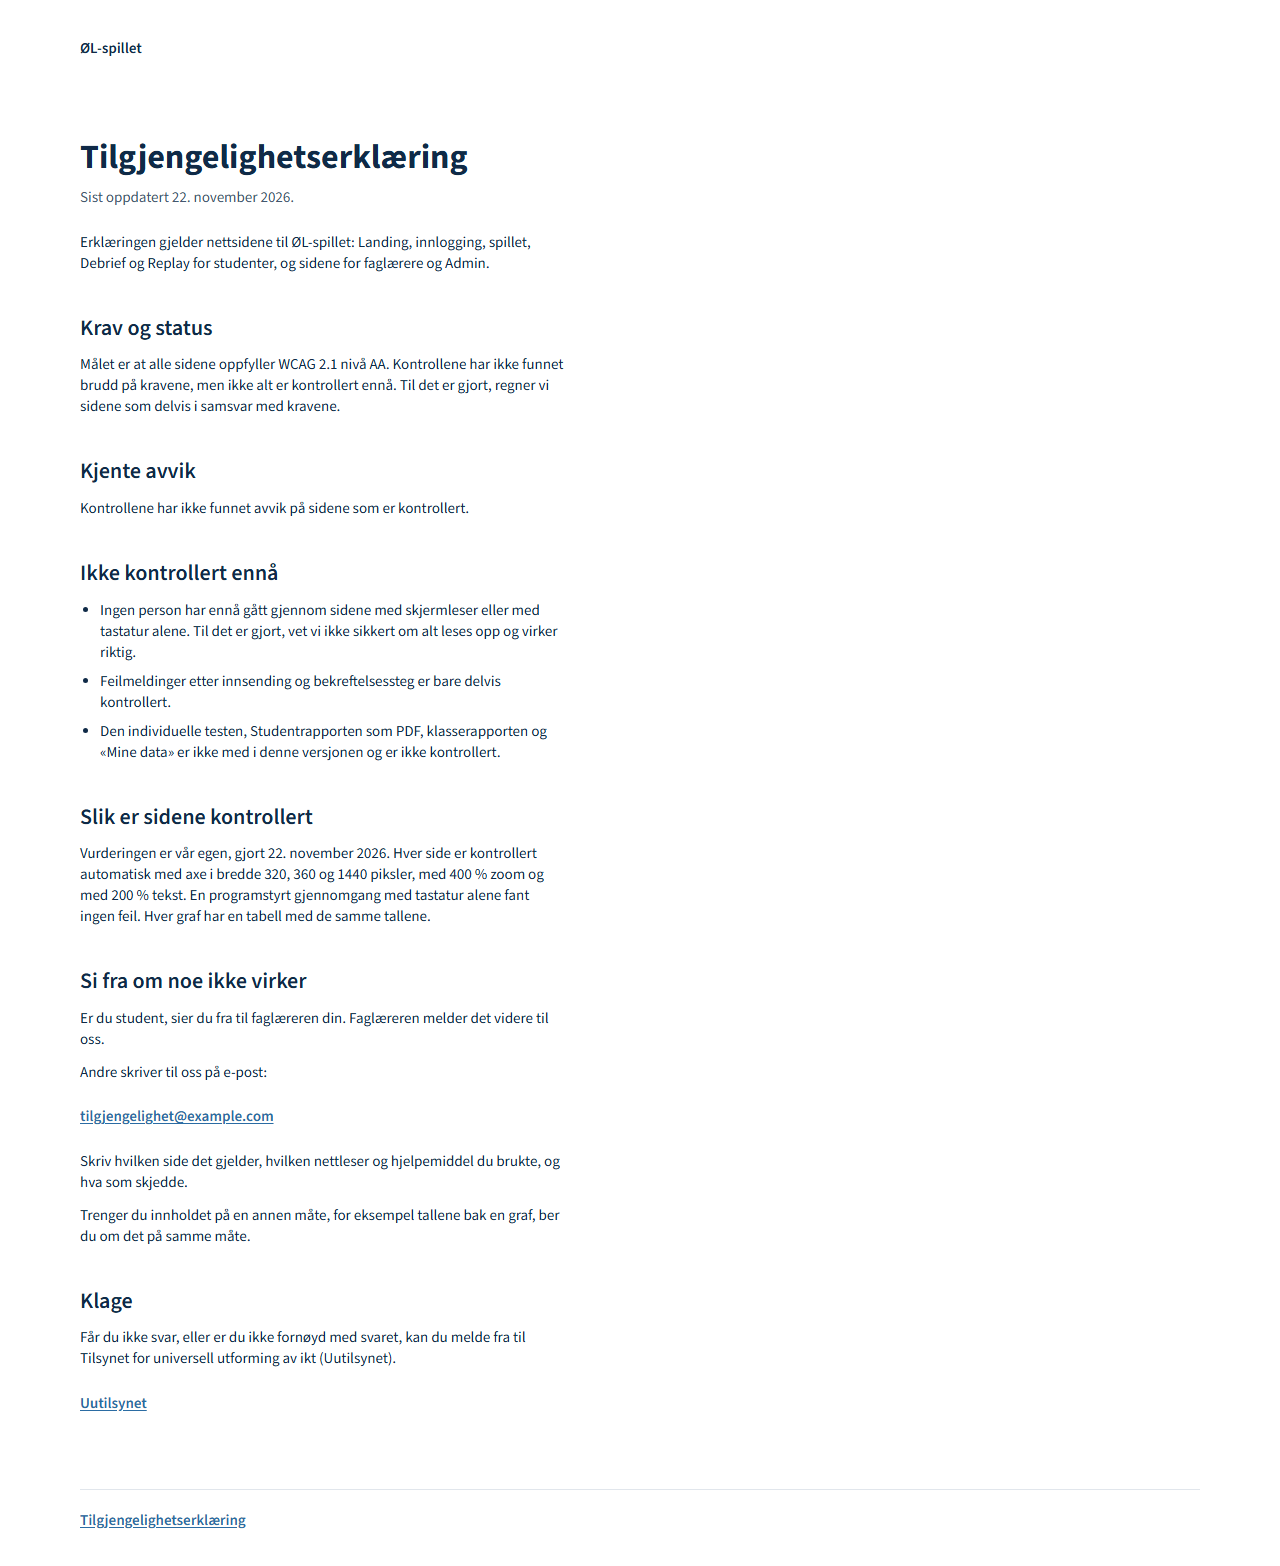 ØL-spillet
Tilgjengelighetserklæring
Sist oppdatert 22. november 2026.
Erklæringen gjelder nettsidene til ØL-spillet: Landing, innlogging, spillet,
Debrief og Replay for studenter, og sidene for faglærere og Admin.
Krav og status
Målet er at alle sidene oppfyller WCAG 2.1 nivå AA. Kontrollene har ikke funnet
brudd på kravene, men ikke alt er kontrollert ennå. Til det er gjort, regner vi
sidene som delvis i samsvar med kravene.
Kjente avvik
Kontrollene har ikke funnet avvik på sidene som er kontrollert.
Ikke kontrollert ennå
• Ingen person har ennå gått gjennom sidene med skjermleser eller med
tastatur alene. Til det er gjort, vet vi ikke sikkert om alt leses opp og virker
riktig.
• Feilmeldinger etter innsending og bekreftelsessteg er bare delvis
kontrollert.
• Den individuelle testen, Studentrapporten som PDF, klasserapporten og
«Mine data» er ikke med i denne versjonen og er ikke kontrollert.
Slik er sidene kontrollert
Vurderingen er vår egen, gjort 22. november 2026. Hver side er kontrollert
automatisk med axe i bredde 320, 360 og 1440 piksler, med 400 % zoom og
med 200 % tekst. En programstyrt gjennomgang med tastatur alene fant
ingen feil. Hver graf har en tabell med de samme tallene.
Si fra om noe ikke virker
Er du student, sier du fra til faglæreren din. Faglæreren melder det videre til
oss.
Andre skriver til oss på e-post:
tilgjengelighet@example.com
Skriv hvilken side det gjelder, hvilken nettleser og hjelpemiddel du brukte, og
hva som skjedde.
Trenger du innholdet på en annen måte, for eksempel tallene bak en graf, ber
du om det på samme måte.
Klage
Får du ikke svar, eller er du ikke fornøyd med svaret, kan du melde fra til
Tilsynet for universell utforming av ikt (Uutilsynet).
Uutilsynet
Tilgjengelighetserklæring